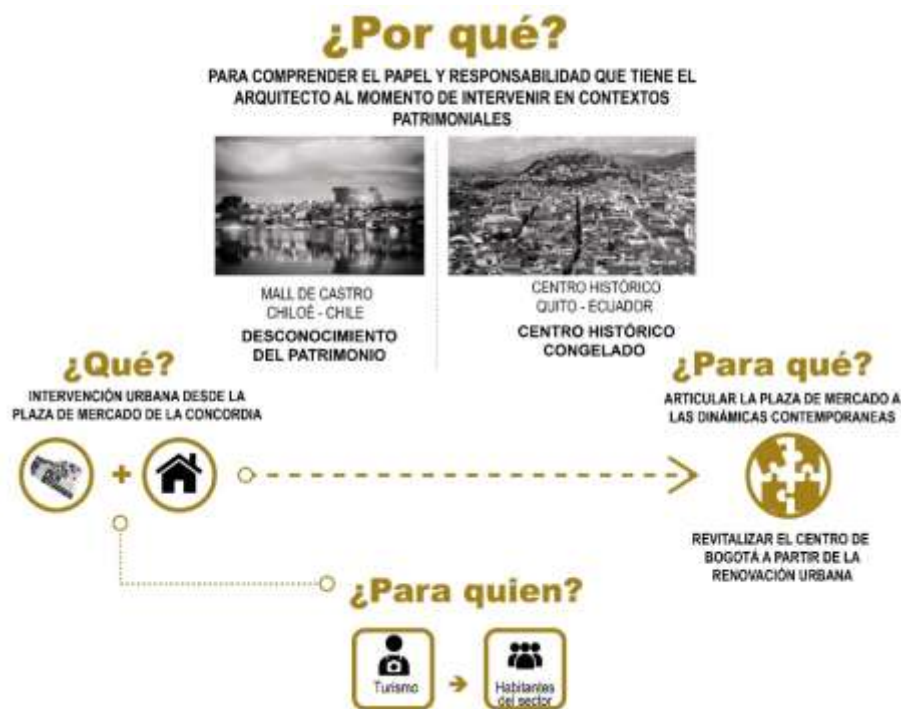 ¿Por qué?
PARA COMPRENDER EL PAPEL Y RESPONSABILIDAD QUE TIENE EL
ARQUITECTO AL MOMENTO DE INTERVENIR EN CONTEXTOS
PATRIMONIALES
MALL DE CASTRO
CHILOÉ - CHILE
DESCONOCIMIENTO
DEL PATRIMONIO
CENTRO HISTÓRICO
QUITO - ECUADOR
CENTRO HISTÓRICO
CONGELADO
¿Qué?
INTERVENCIÓN URBANA DESDE LA
PLAZA DE MERCADO DE LA CONCORDIA
¿Para qué?
ARTICULAR LA PLAZA DE MERCADO A
LAS DINÁMICAS CONTEMPORANEAS
REVITALIZAR EL CENTRO DE
BOGOTÁ A PARTIR DE LA
RENOVACIÓN URBANA
¿Para quien?
Turismo
Habitantes
del sector